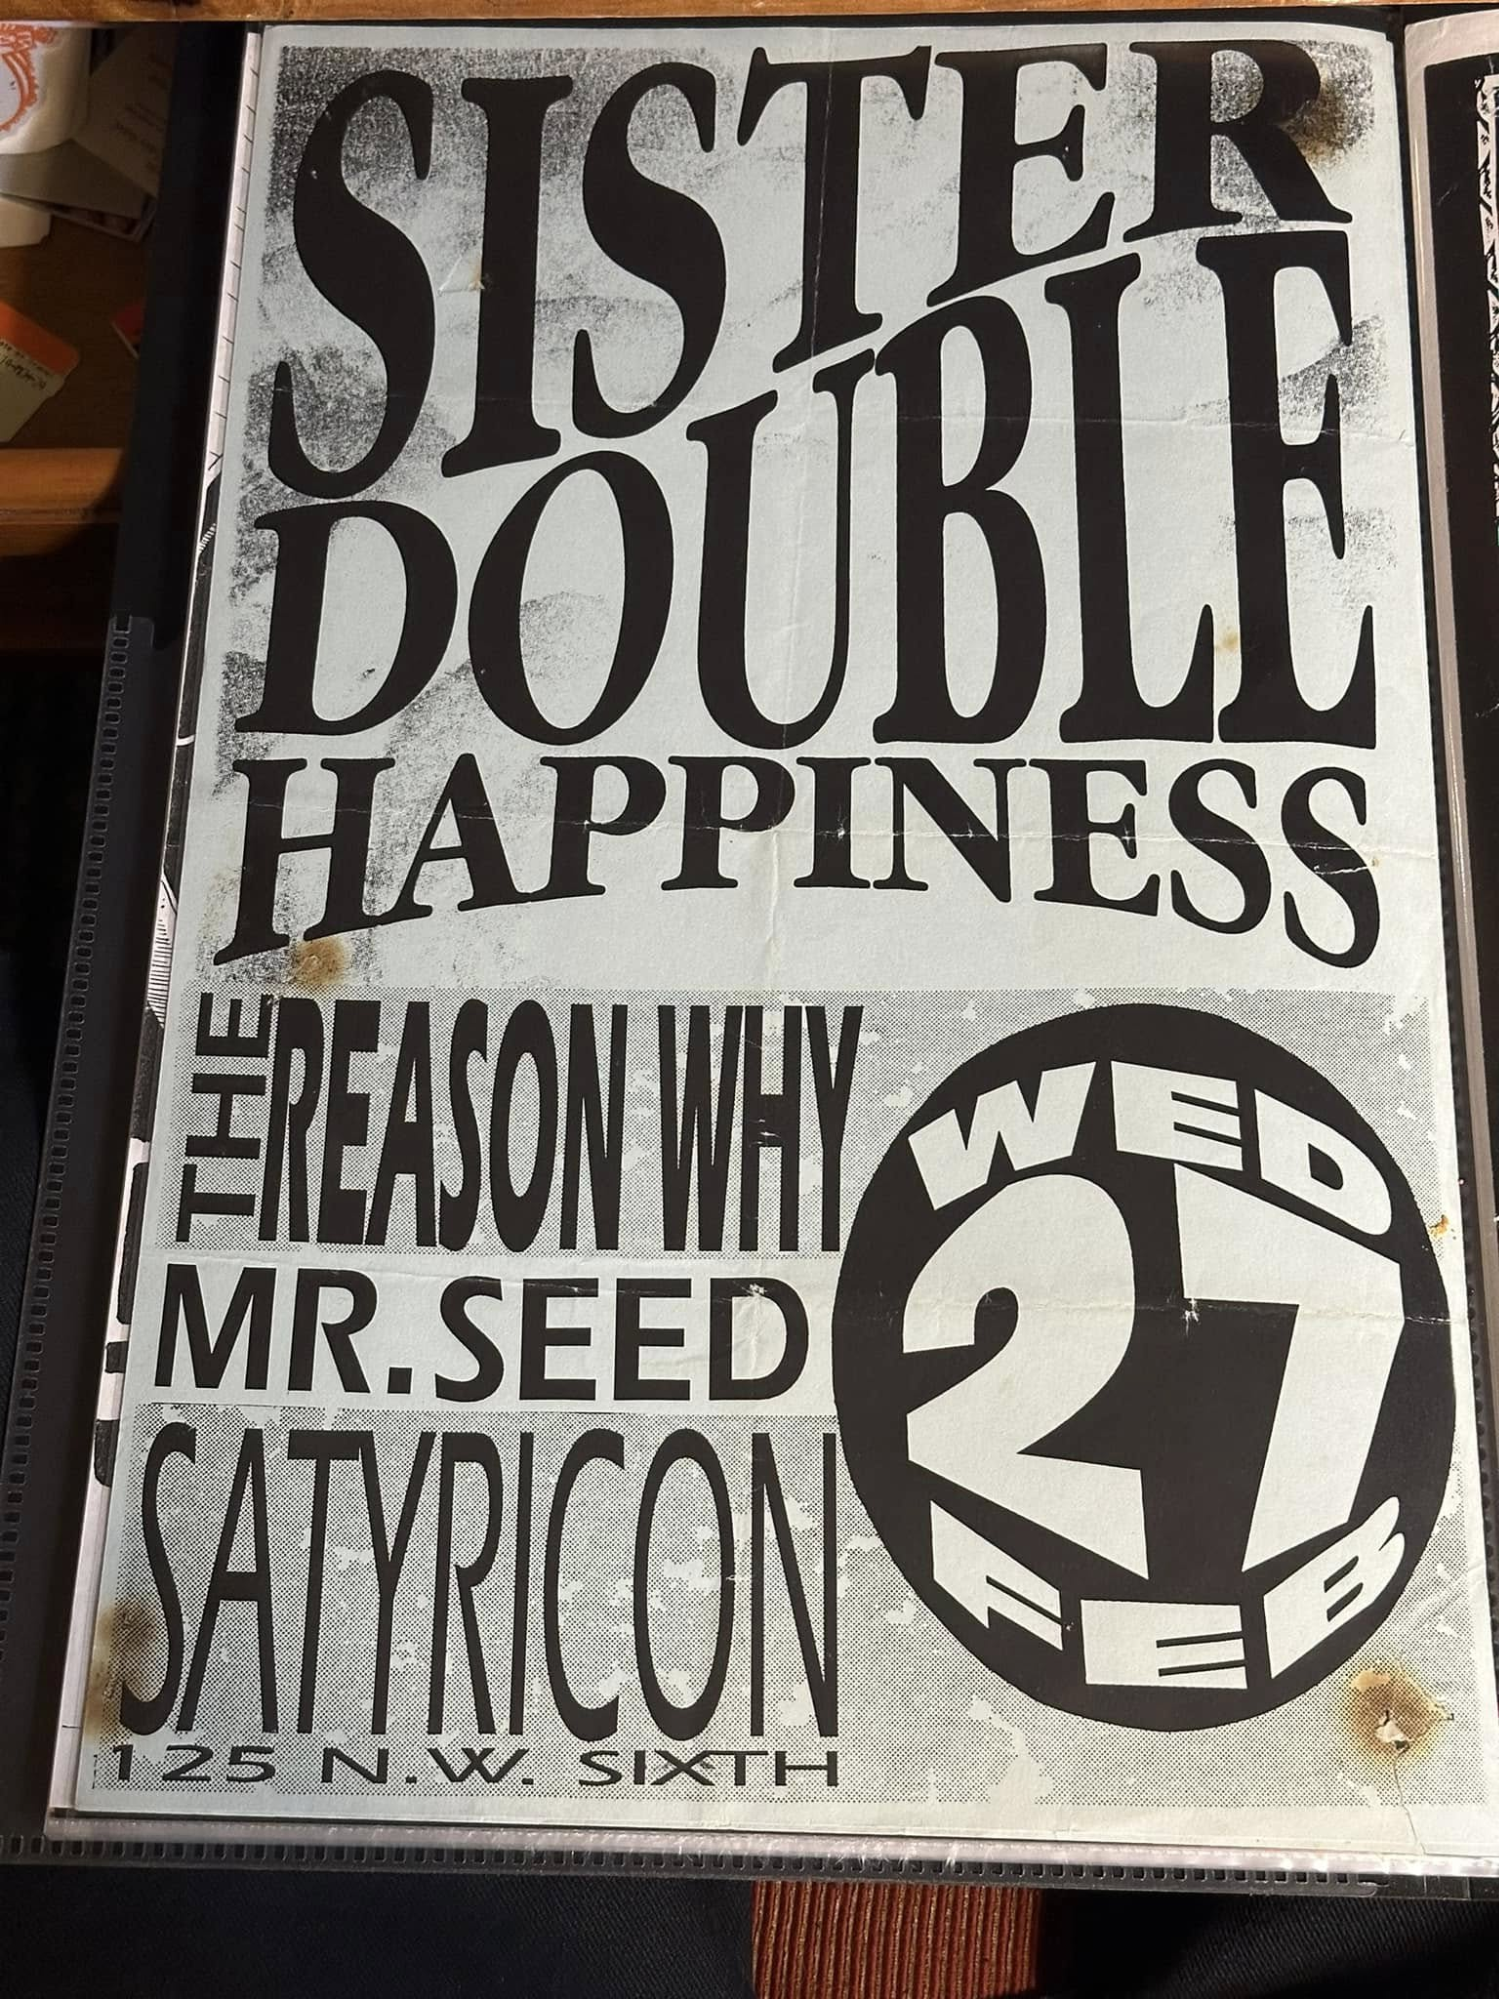 SISTER
DOUBLE
HAPPINESS
THE REASON WHY
MR. SEED
SATYRICON
125 N.W. SIXTH
WED
27
FEB